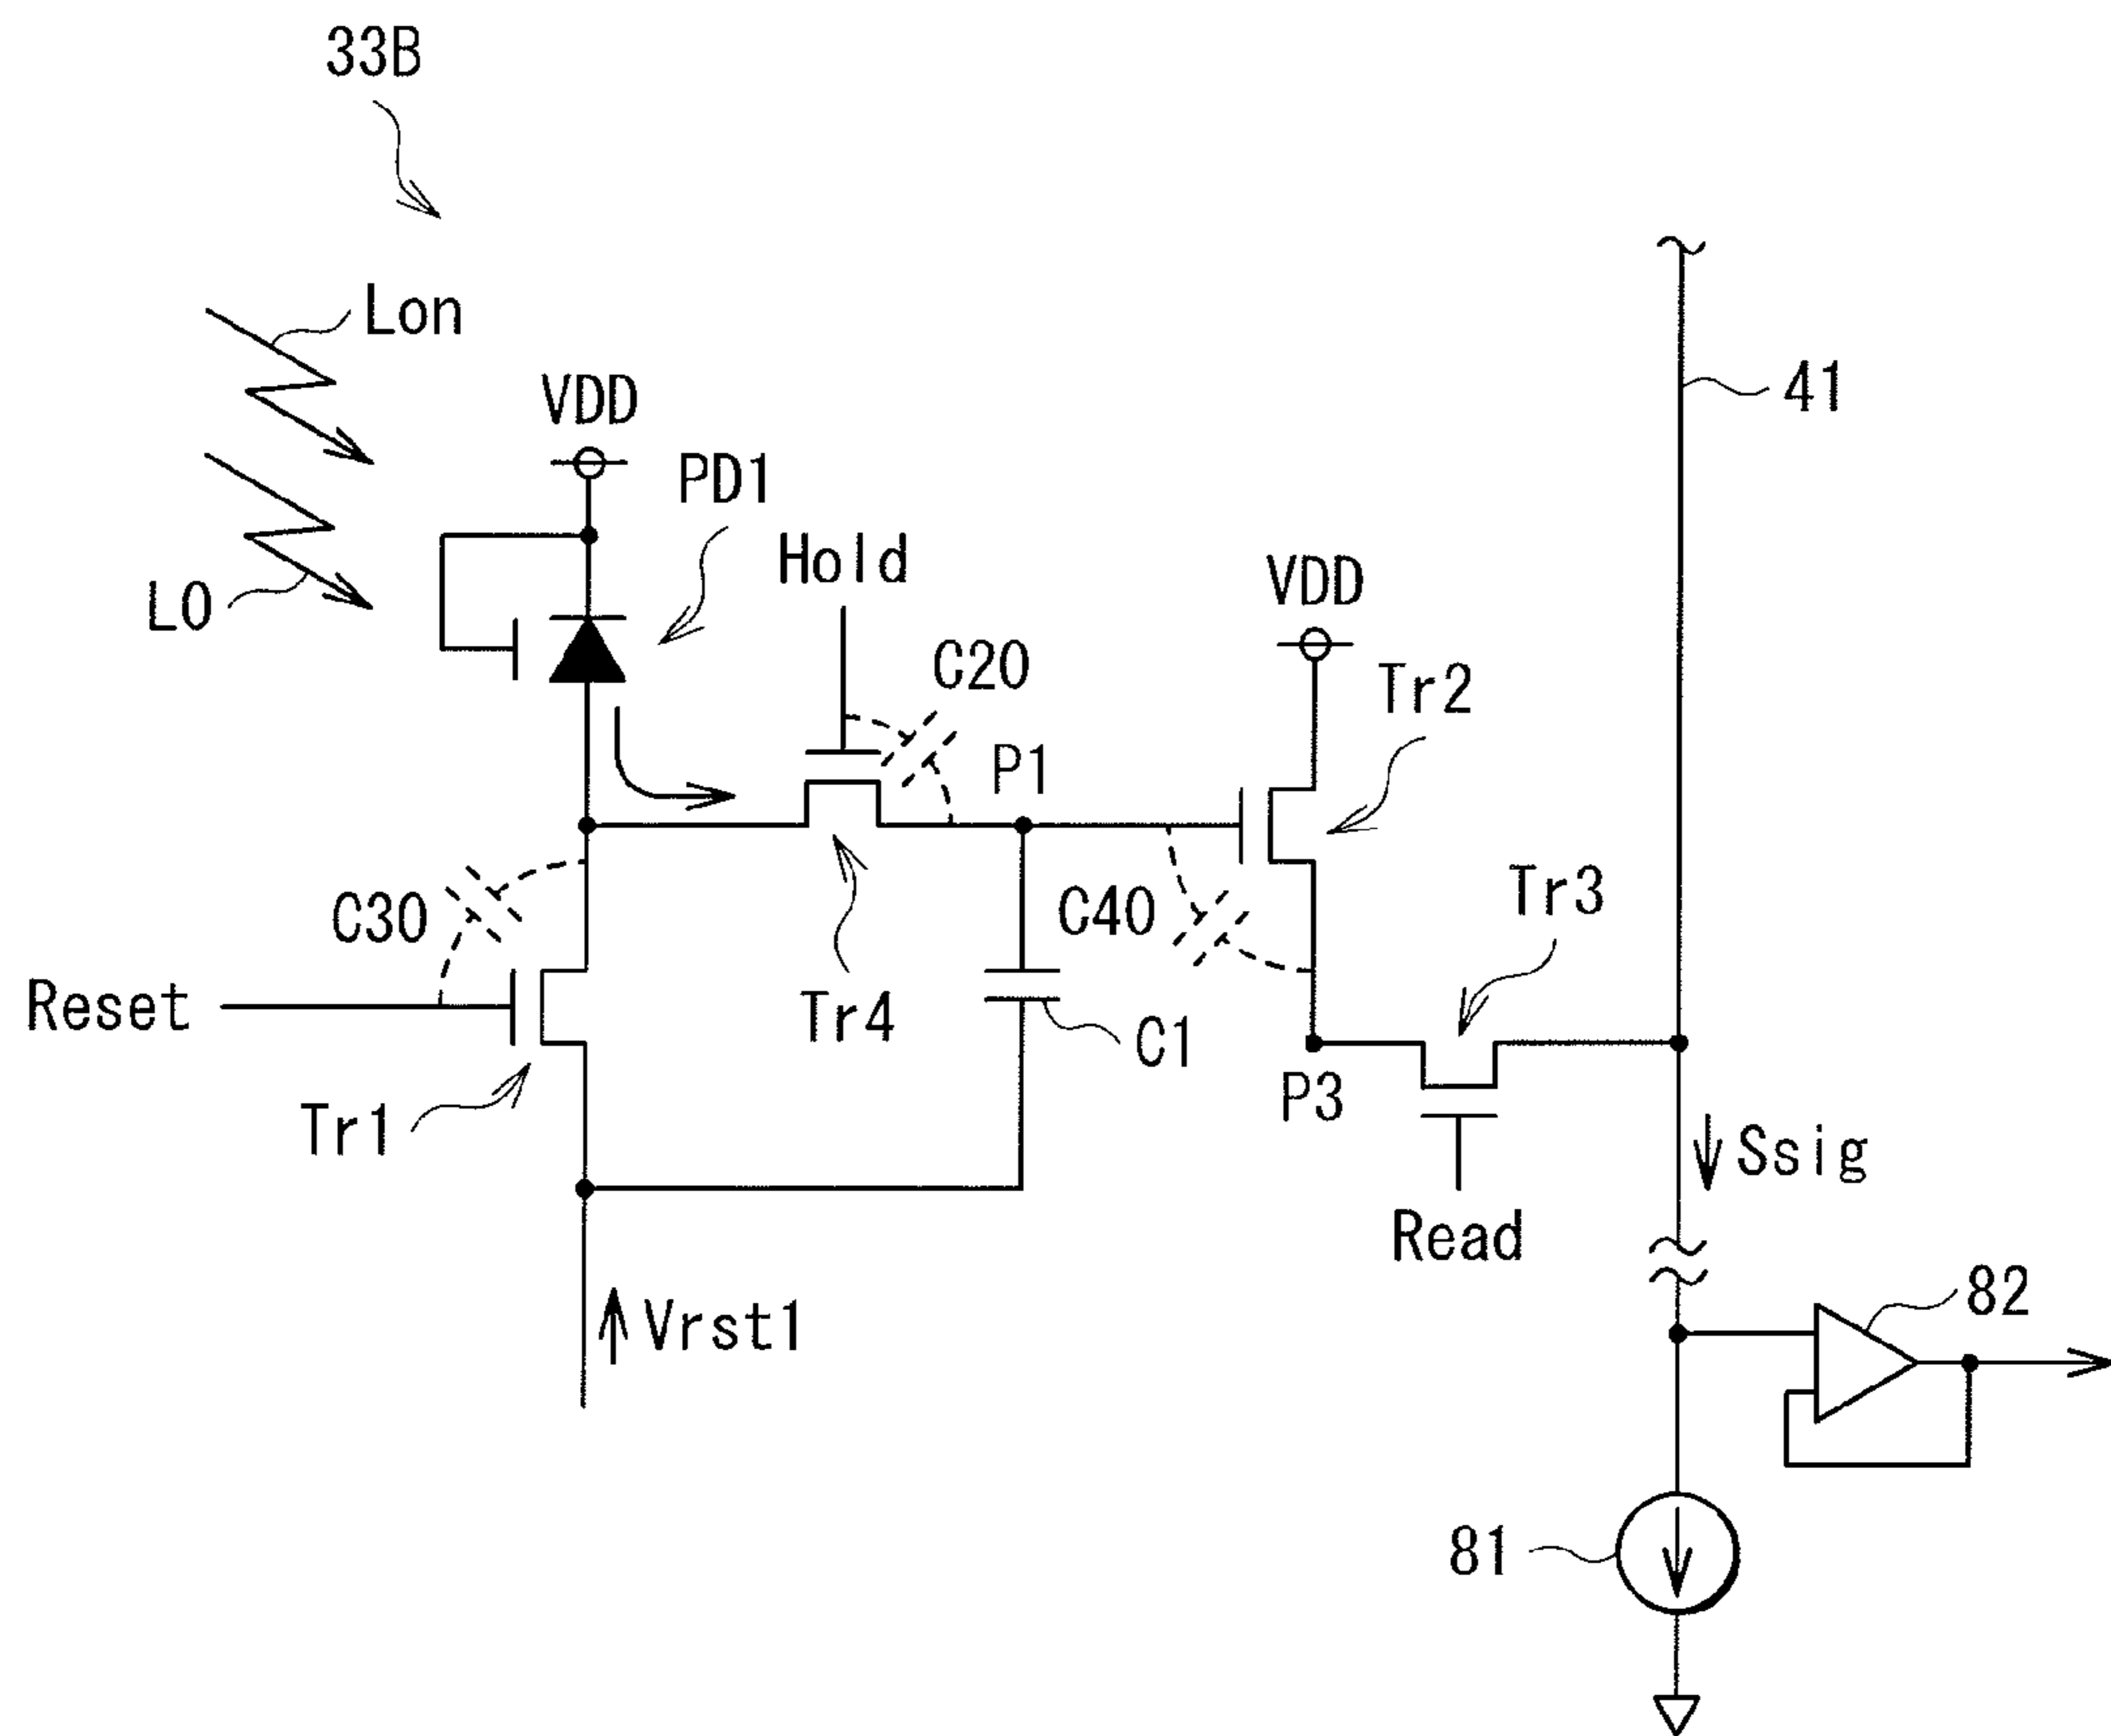 33B
Lon
41
VDD
PD1
Hold
VDD
L0
C20
Tr2
P1
C30
C40
Tr3
Reset
Tr4
C1
Tr1
P3
Ssig
Read
Vrst1
82
81